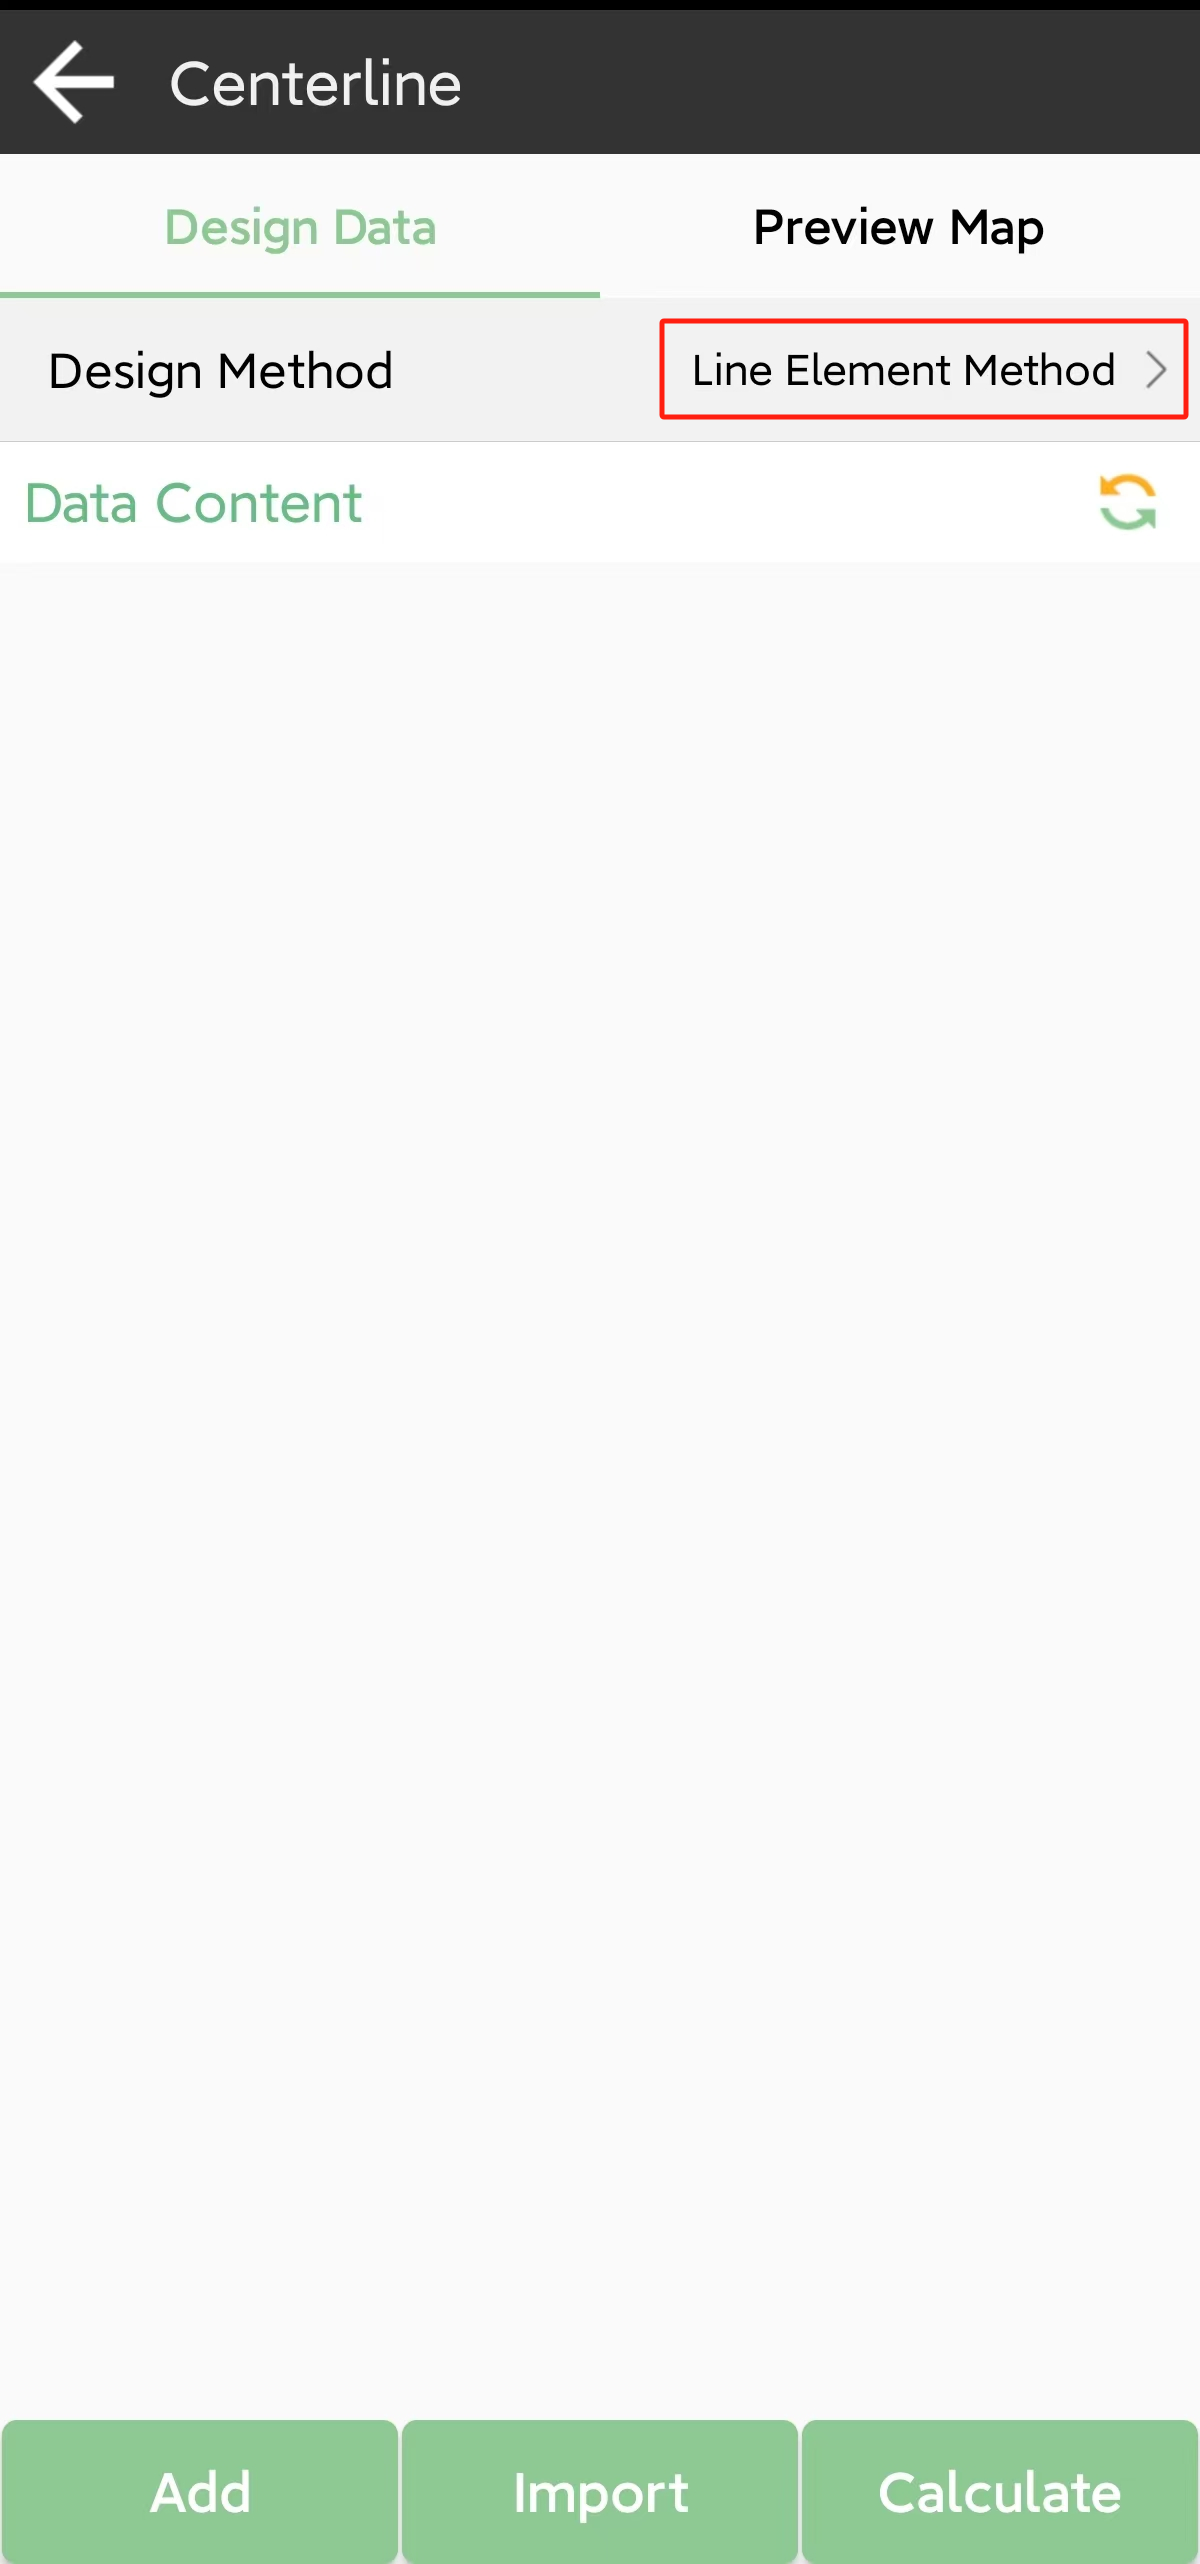 Centerline
Design Data
Preview Map
Design Method
Line Element Method
Data Content
Add
Import
Calculate